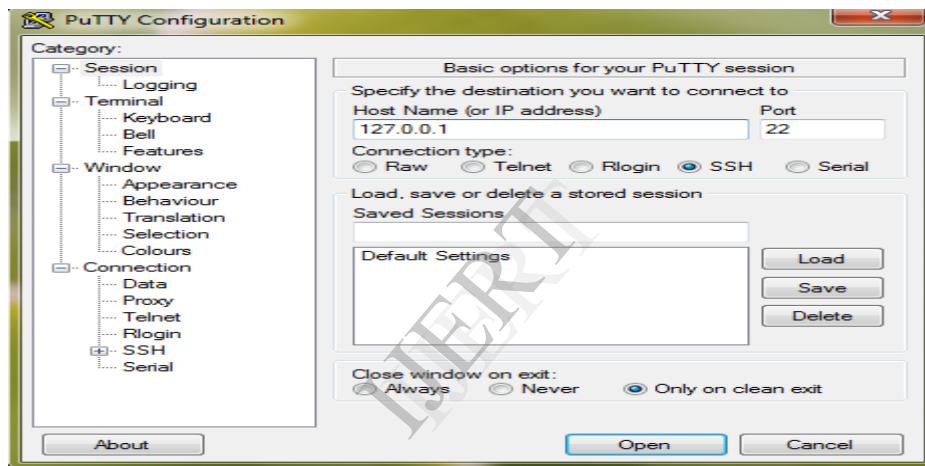 PuTTY Configuration
Category:
Session
Logging
Terminal
Keyboard
Bell
Features
Window
Appearance
Behaviour
Translation
Selection
Colours
Connection
Data
Proxy
Telnet
Rlogin
SSH
Serial
Basic options for your PuTTY session
Specify the destination you want to connect to
Host Name (or IP address) Port
127.0.0.1 22
Connection type:
Raw Telnet Rlogin SSH Serial
Load, save or delete a stored session
Saved Sessions
Default Settings
Load
Save
Delete
Close window on exit:
Always Never Only on clean exit
About Open Cancel
IJERT